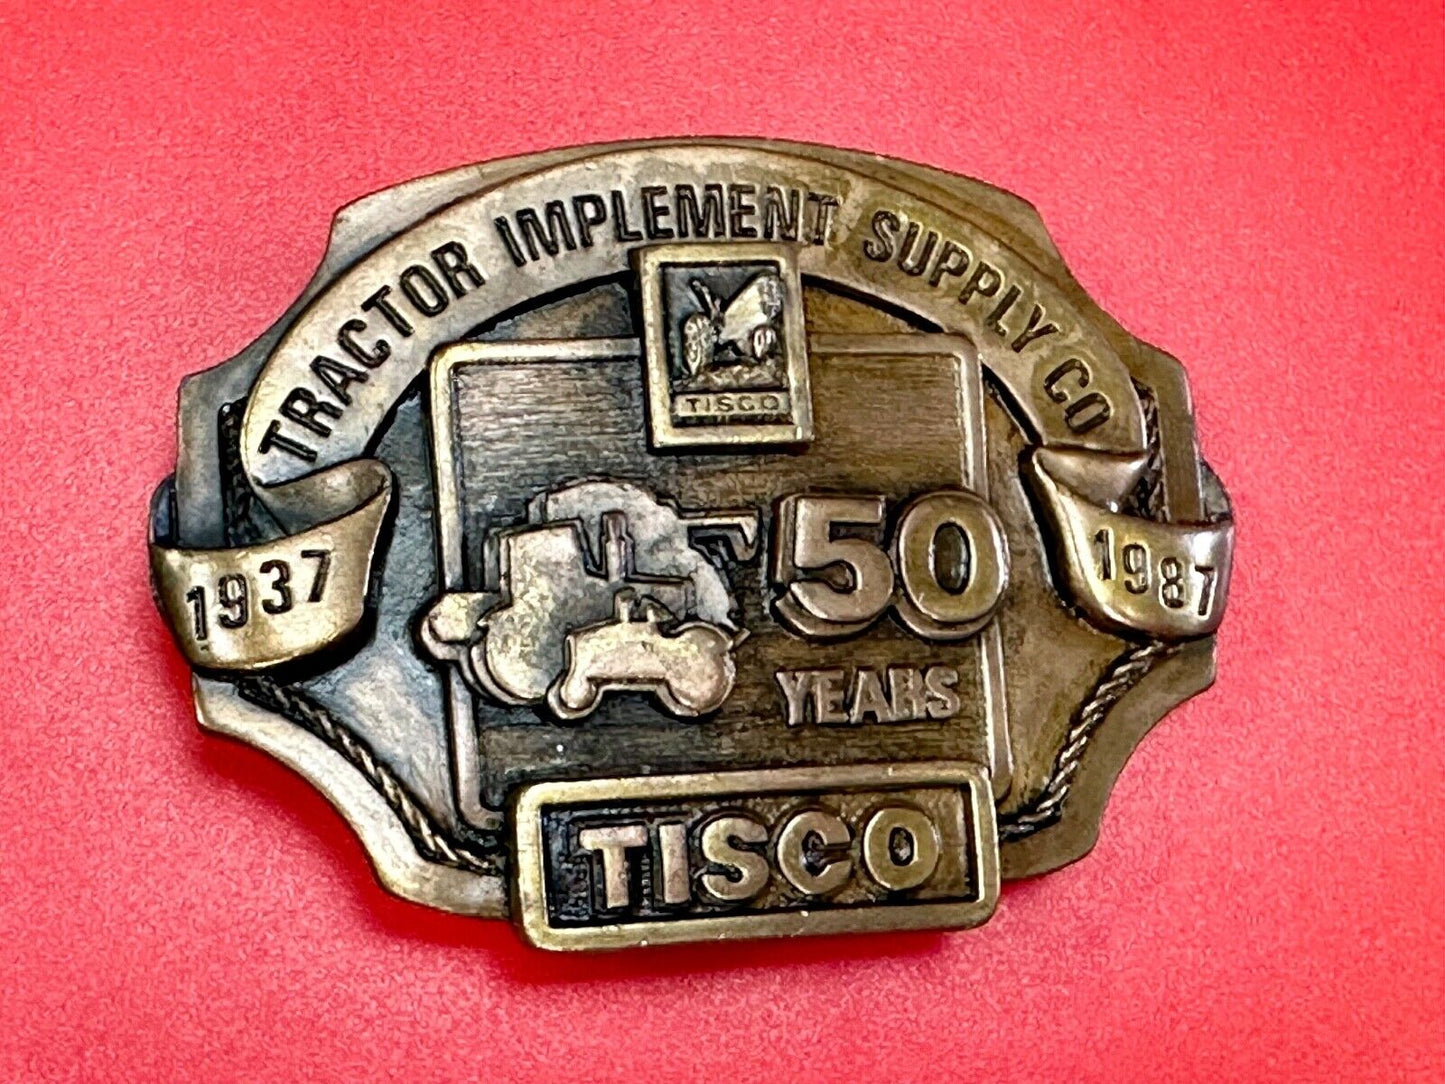 TRACTOR IMPLEMENT SUPPLY CO
TISCO
1937
1987
50
YEARS
TISCO